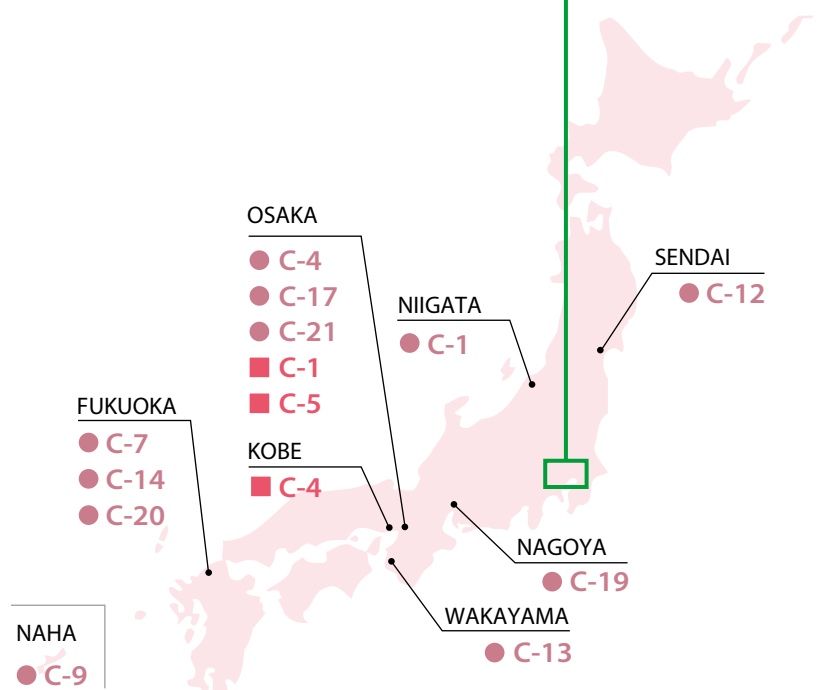 OSAKA
C-4
C-17
C-21
C-1
C-5
KOBE
C-4
FUKUOKA
C-7
C-14
C-20
NAHA
C-9
NIIGATA
C-1
SENDAI
C-12
NAGOYA
C-19
WAKAYAMA
C-13